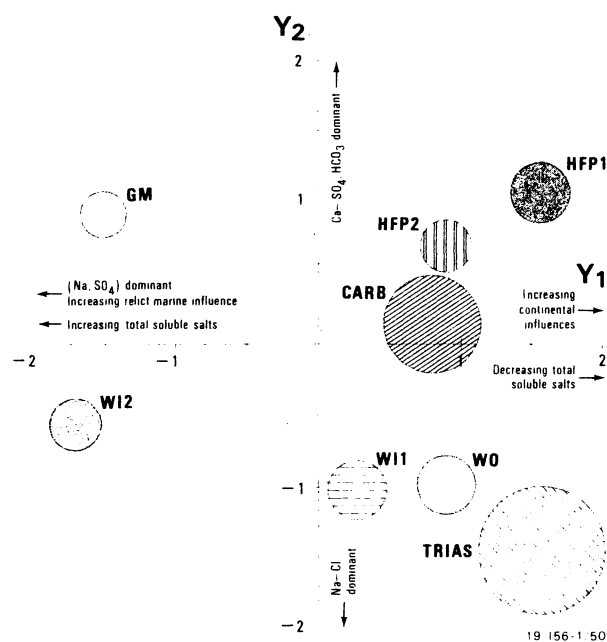 Y2
2
Ca– SO4, HCO3 dominant
HFP1
GM
1
HFP2
(Na, SO4) dominant
Increasing relict marine influence
CARB
Y1
Increasing
continental
influences
Increasing total soluble salts
–2
–1
1
2
Decreasing total
soluble salts
WI2
WI1
WO
–1
TRIAS
Na–Cl
dominant
–2
19 156-1/50